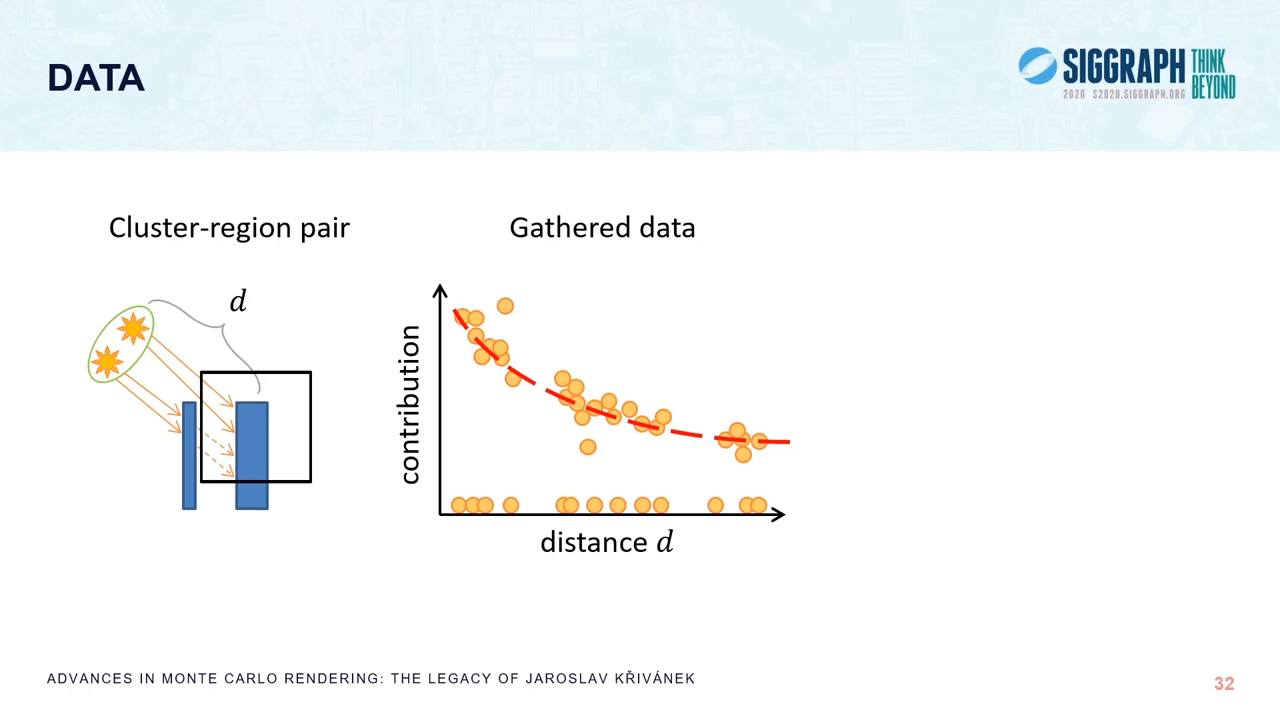 DATA
SIGGRAPH
THINK
BEYOND
2020 S2020.SIGGRAPH.ORG
Cluster-region pair
Gathered data
d
contribution
distance d
ADVANCES IN MONTE CARLO RENDERING: THE LEGACY OF JAROSLAV KŘIVÁNEK
32